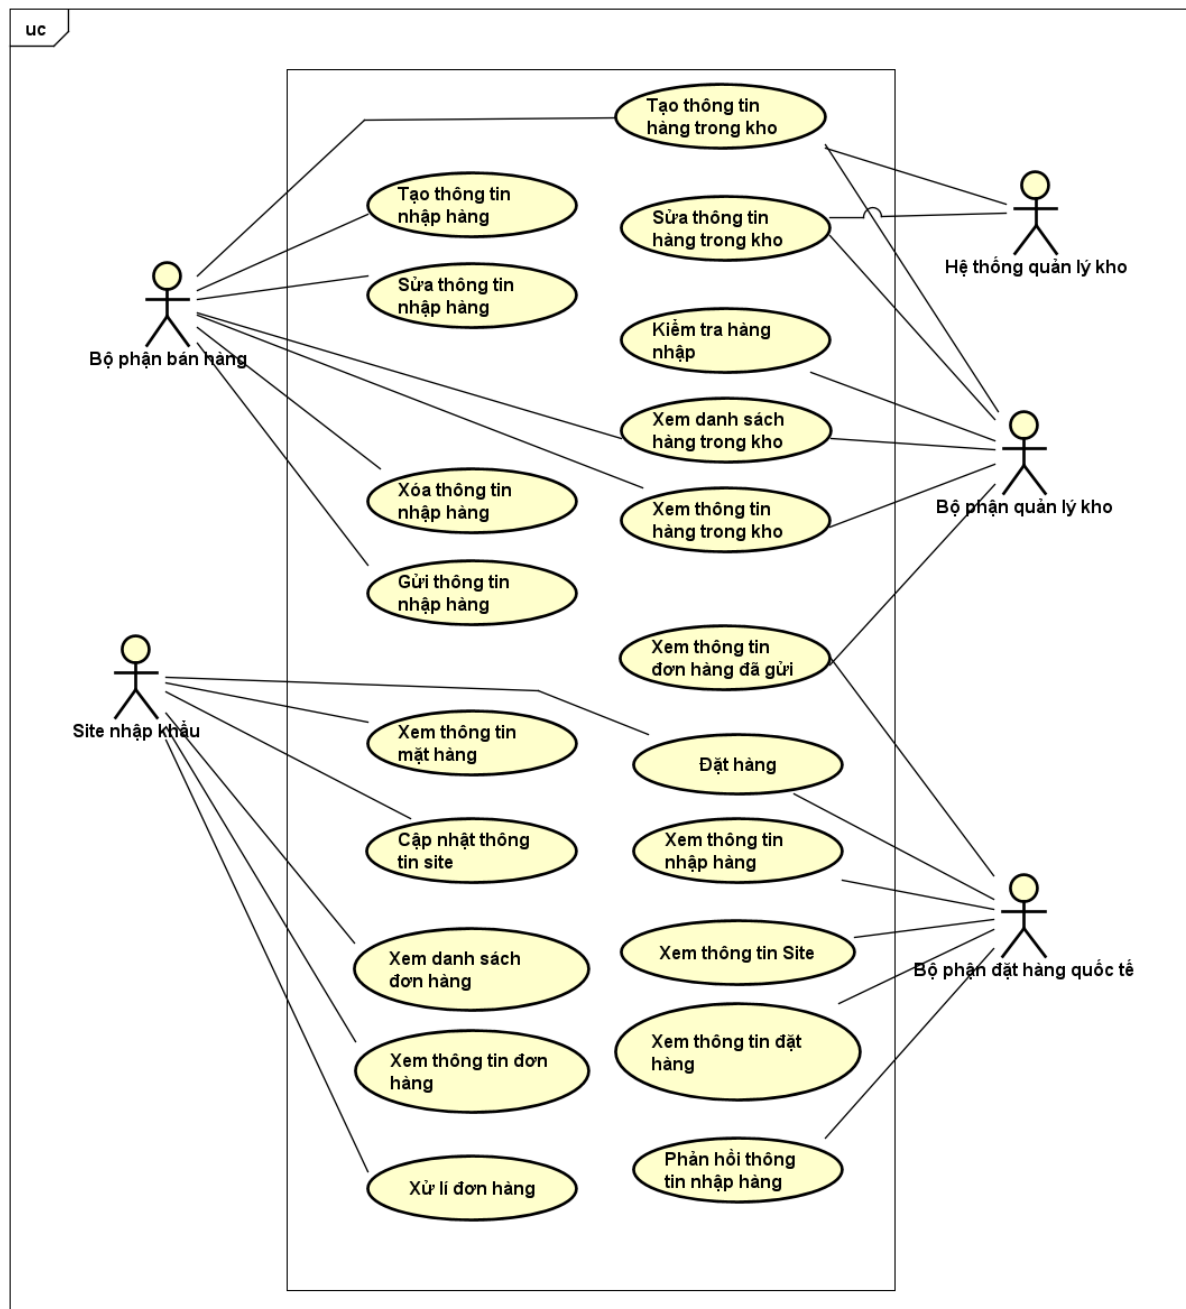 uc
Tạo thông tin
hàng trong kho
Tạo thông tin
nhập hàng
Sửa thông tin
hàng trong kho
Hệ thống quản lý kho
Sửa thông tin
nhập hàng
Kiểm tra hàng
nhập
Bộ phận bán hàng
Xem danh sách
hàng trong kho
Xóa thông tin
nhập hàng
Xem thông tin
hàng trong kho
Bộ phận quản lý kho
Gửi thông tin
nhập hàng
Xem thông tin
đơn hàng đã gửi
Site nhập khẩu
Xem thông tin
mặt hàng
Đặt hàng
Cập nhật thông
tin site
Xem thông tin
nhập hàng
Xem danh sách
đơn hàng
Xem thông tin Site
Bộ phận đặt hàng quốc tế
Xem thông tin đơn
hàng
Xem thông tin đặt
hàng
Xử lí đơn hàng
Phản hồi thông
tin nhập hàng